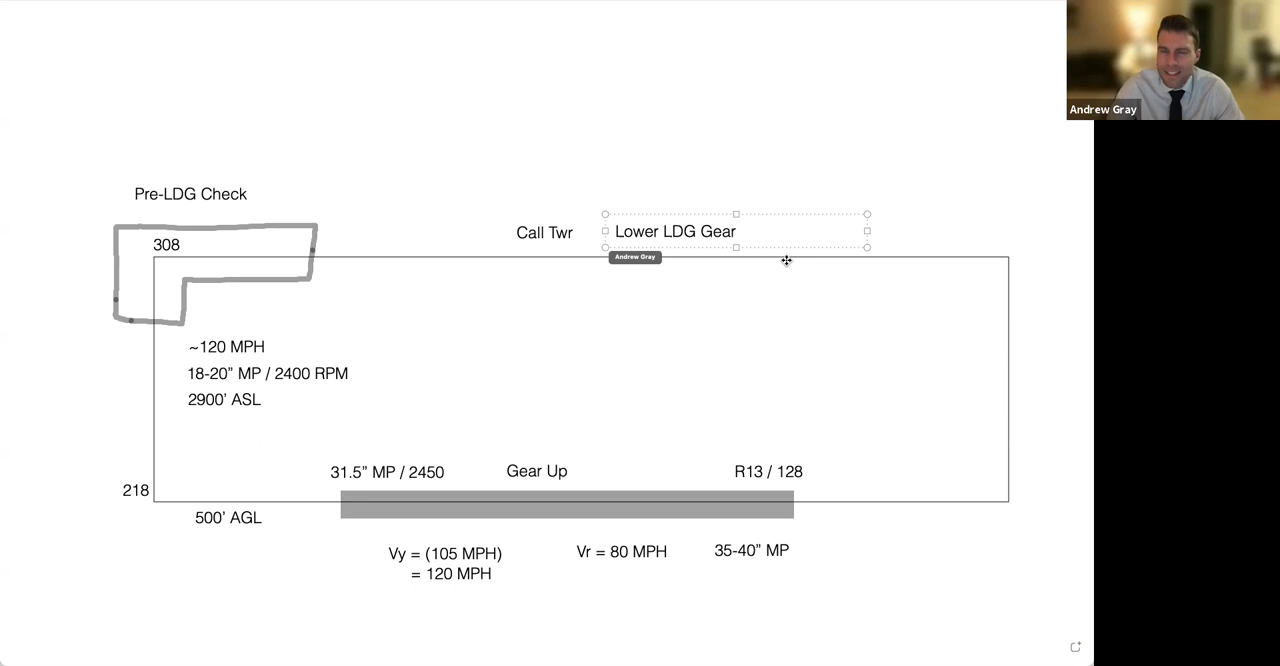 Andrew Gray
Pre-LDG Check
308
Call Twr
Lower LDG Gear
Andrew Gray
~120 MPH
18-20” MP / 2400 RPM
2900’ ASL
31.5” MP / 2450
Gear Up
R13 / 128
218
500’ AGL
Vy = (105 MPH)
= 120 MPH
Vr = 80 MPH
35-40” MP